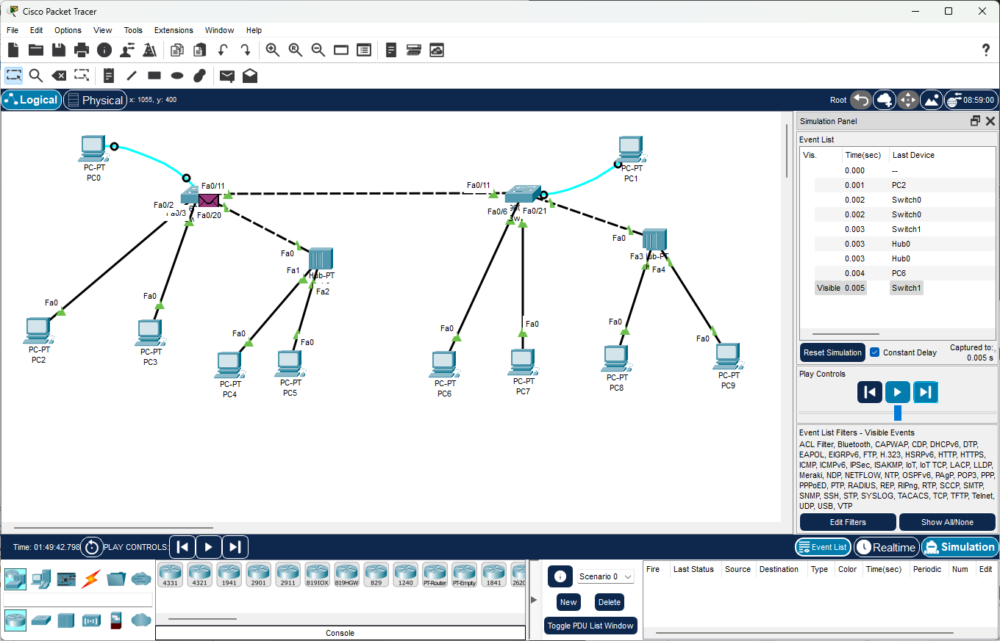 Cisco Packet Tracer
File Edit Options View Tools Extensions Window Help
Logical Physical x: 1055, y: 400 Root 08:59:00
Simulation Panel
Event List
Vis. Time(sec) Last Device
0.000 --
0.001 PC2
0.002 Switch0
0.002 Switch0
0.003 Switch1
0.003 Hub0
0.003 Hub0
0.004 PC6
Visible 0.005 Switch1
Reset Simulation Constant Delay Captured to:
0.005 s
Play Controls
Event List Filters - Visible Events
ACL Filter, Bluetooth, CAPWAP, CDP, DHCPv6, DTP,
EAPOL, EIGRPv6, FTP, H.323, HSRPv6, HTTP, HTTPS,
ICMP, ICMPv6, IPSec, ISAKMP, IoT, IoT TCP, LACP, LLDP,
Meraki, NDP, NETFLOW, NTP, OSPFv6, PAgP, POP3, PPP,
PPPoED, PTP, RADIUS, REP, RIPng, RTP, SCCP, SMTP,
SNMP, SSH, STP, SYSLOG, TACACS, TCP, TFTP, Telnet,
UDP, USB, VTP
Edit Filters Show All/None
PC-PT
PC0
PC-PT
PC1
Fa0/11
Fa0/11
Fa0/2
Fa0/20
Fa0/6 Fa0/21
Fa0
Fa0
Fa1
Hub-PT
Fa2
Fa3
Fa4
Fa0
PC-PT
PC2
Fa0
PC-PT
PC3
Fa0
PC-PT
PC4
Fa0
PC-PT
PC5
Fa0
PC-PT
PC6
Fa0
PC-PT
PC7
Fa0
PC-PT
PC8
Fa0
PC-PT
PC9
Time: 01:49:42.798 PLAY CONTROLS: Event List Realtime Simulation
4331 4321 1941 2901 2911 819IOX 819HGW 829 1240 PT-Router PT-Empty 1841 2620
Console
Scenario 0
New Delete
Toggle PDU List Window
Fire Last Status Source Destination Type Color Time(sec) Periodic Num Edit